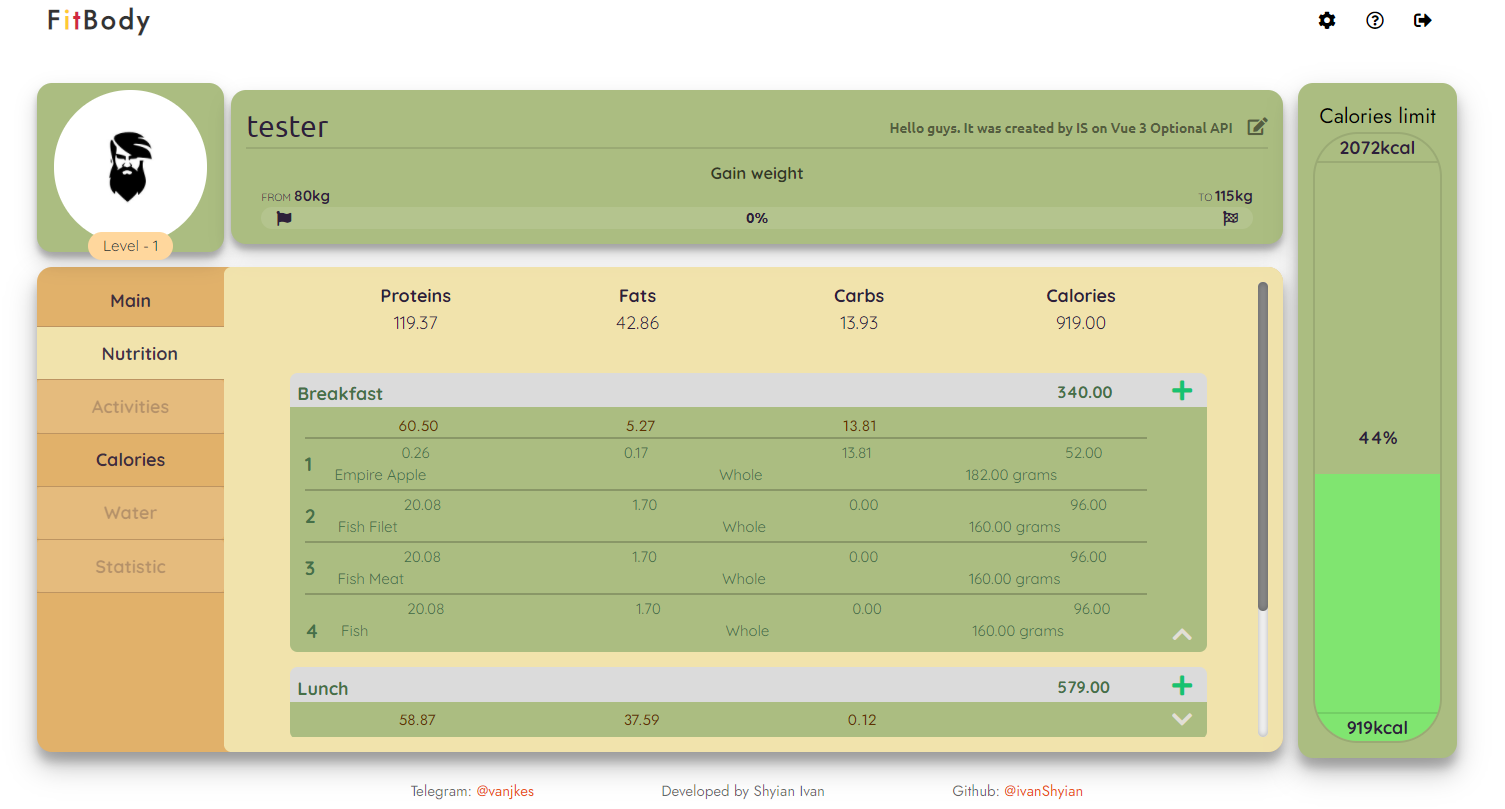 FitBody
tester
Hello guys. It was created by IS on Vue 3 Optional API
Gain weight
FROM 80kg
TO 115kg
0%
Level - 1
Calories limit
2072kcal
44%
919kcal
Main
Nutrition
Activities
Calories
Water
Statistic
Proteins Fats Carbs Calories
119.37 42.86 13.93 919.00
Breakfast 340.00
60.50 5.27 13.81
1
0.26 0.17 13.81 52.00
Empire Apple Whole 182.00 grams
2
20.08 1.70 0.00 96.00
Fish Filet Whole 160.00 grams
3
20.08 1.70 0.00 96.00
Fish Meat Whole 160.00 grams
4
20.08 1.70 0.00 96.00
Fish Whole 160.00 grams
Lunch 579.00
58.87 37.59 0.12
Telegram: @vanjkes Developed by Shyian Ivan Github: @ivanShyian